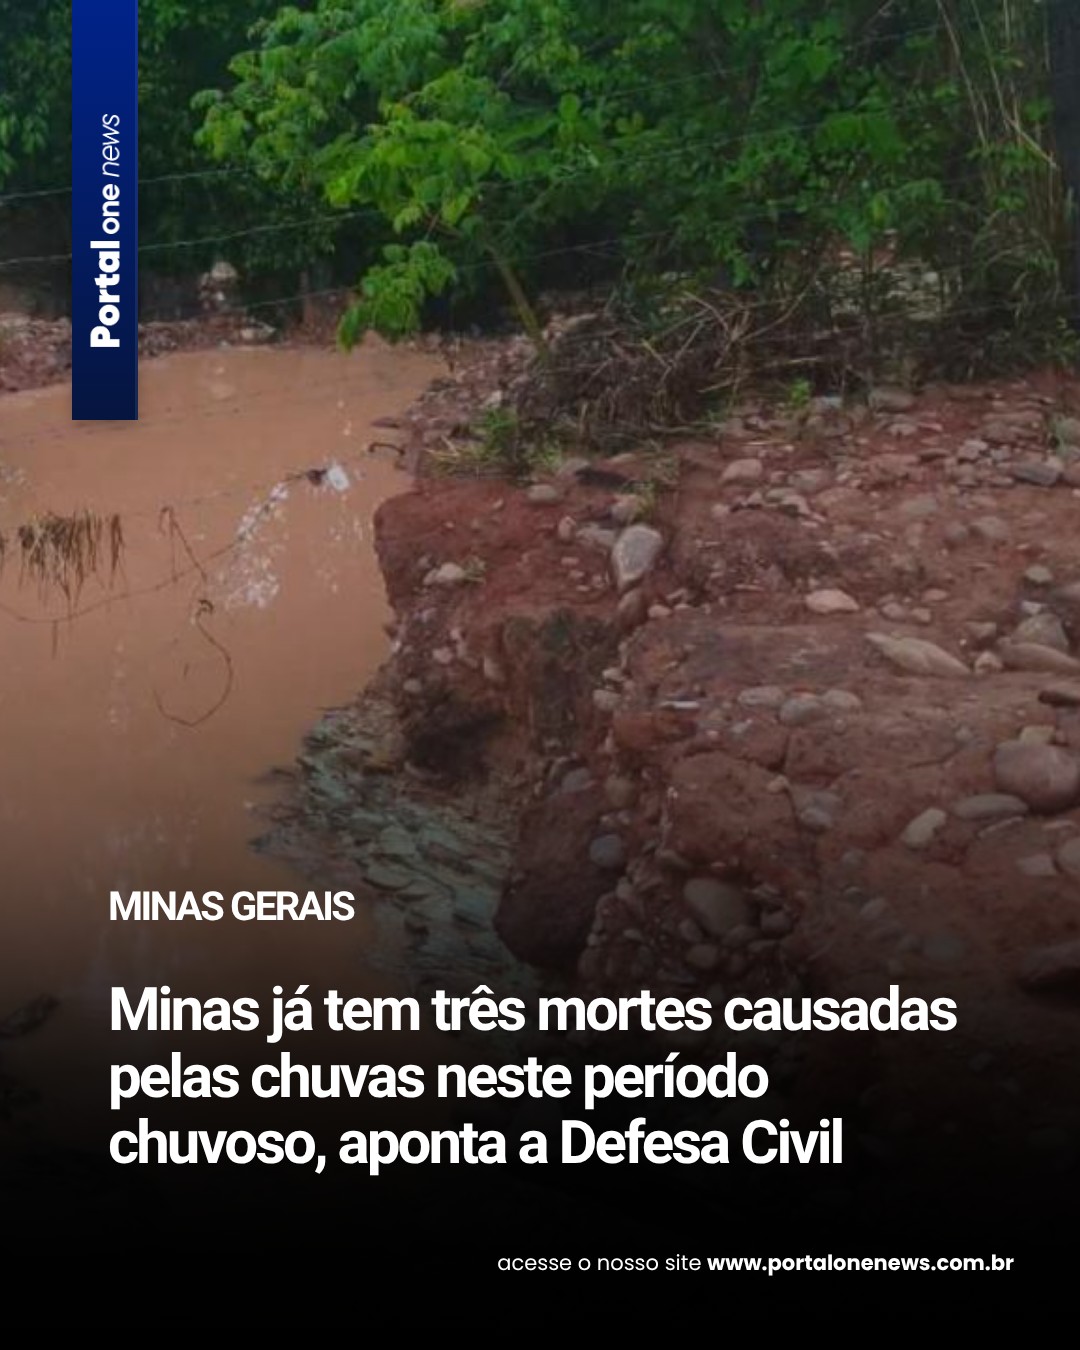 Portal one news
MINAS GERAIS
Minas já tem três mortes causadas
pelas chuvas neste período
chuvoso, aponta a Defesa Civil
acesse o nosso site www.portalonenews.com.br